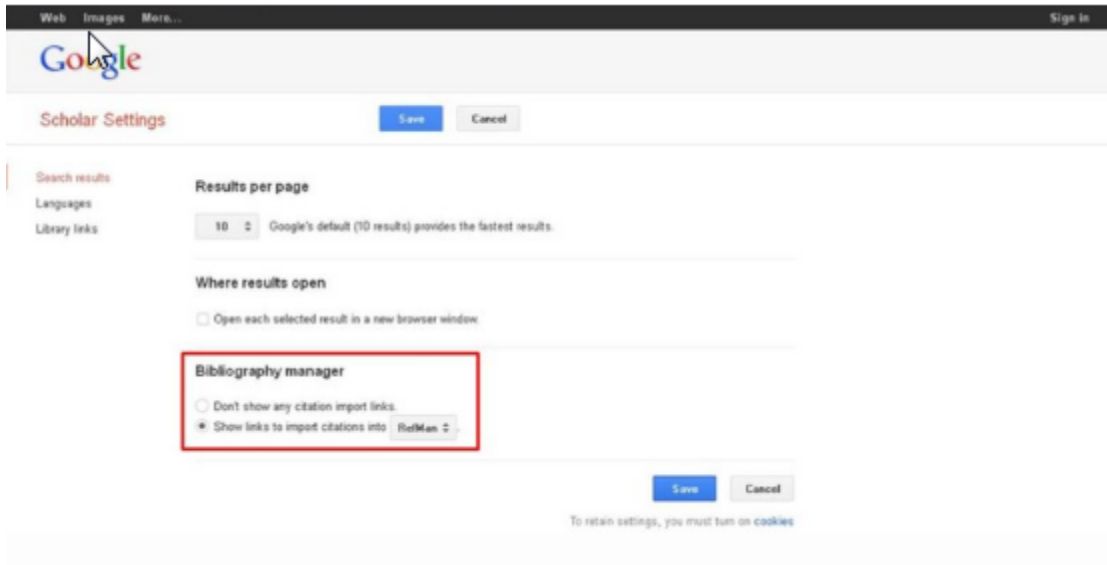 Web Images More... Sign in
Google
Scholar Settings Save Cancel
Search results
Languages
Library links
Results per page
10 Google's default (10 results) provides the fastest results.
Where results open
Open each selected result in a new browser window.
Bibliography manager
Don't show any citation import links.
Show links to import citations into RefMan .
Save Cancel
To retain settings, you must turn on cookies